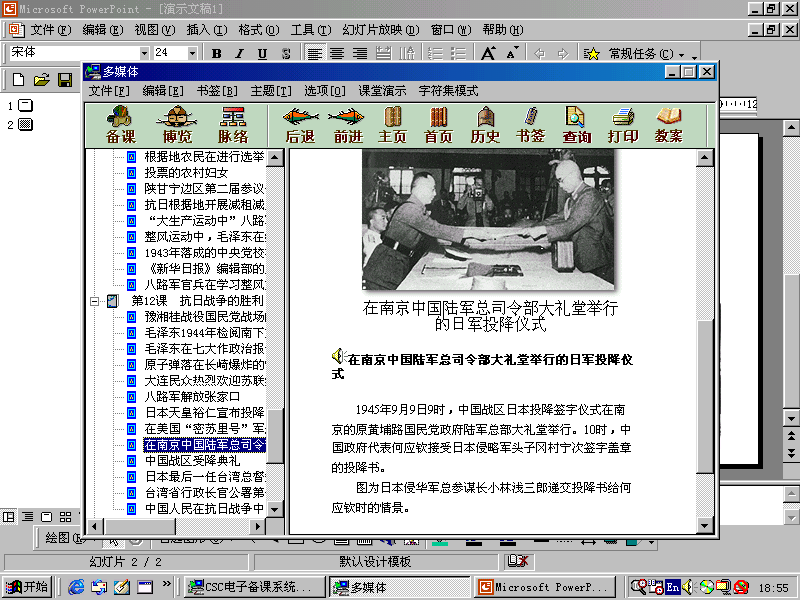 Microsoft PowerPoint - [演示文稿1]
文件(F) 编辑(E) 视图(V) 插入(I) 格式(O) 工具(T) 幻灯片放映(D) 窗口(W) 帮助(H)
宋体 24 B I U S 常规任务(C)
多媒体
文件[F] 编辑[E] 书签[B] 主题[T] 选项[O] 课堂演示 字符集模式
备课 博览 脉络 后退 前进 主页 首页 历史 书签 查询 打印 教案
1
2
根据地农民在进行选举
投票的农村妇女
陕甘宁边区第二届参议
抗日根据地开展减租减
“大生产运动中”八路
整风运动中，毛泽东在
1943年落成的中央党校
《新华日报》编辑部的
八路军官兵在学习整风
第12课 抗日战争的胜利
豫湘桂战役国民党战场
毛泽东1944年检阅南下
毛泽东在七大作政治报
原子弹落在长崎爆炸的
大连民众热烈欢迎苏联
八路军解放张家口
日本天皇裕仁宣布投降
在美国“密苏里号”军
在南京中国陆军总司令
中国战区受降典礼
日本最后一任台湾总督
台湾省行政长官公署第
中国人民在抗日战争中
在南京中国陆军总司令部大礼堂举行
的日军投降仪式
在南京中国陆军总司令部大礼堂举行的日军投降仪
式
1945年9月9日9时，中国战区日本投降签字仪式在南
京的原黄埔路国民党政府陆军总司令部大礼堂举行。10时，中
国政府代表何应钦接受日本侵略军头子冈村宁次签字盖章
的投降书。
图为日本侵华军总参谋长小林浅三郎递交投降书给何
应钦时的情景。
12
绘图(D)
幻灯片 2 / 2 默认设计模板
开始 CSC电子备课系统... 多媒体 Microsoft PowerP... En 18:55